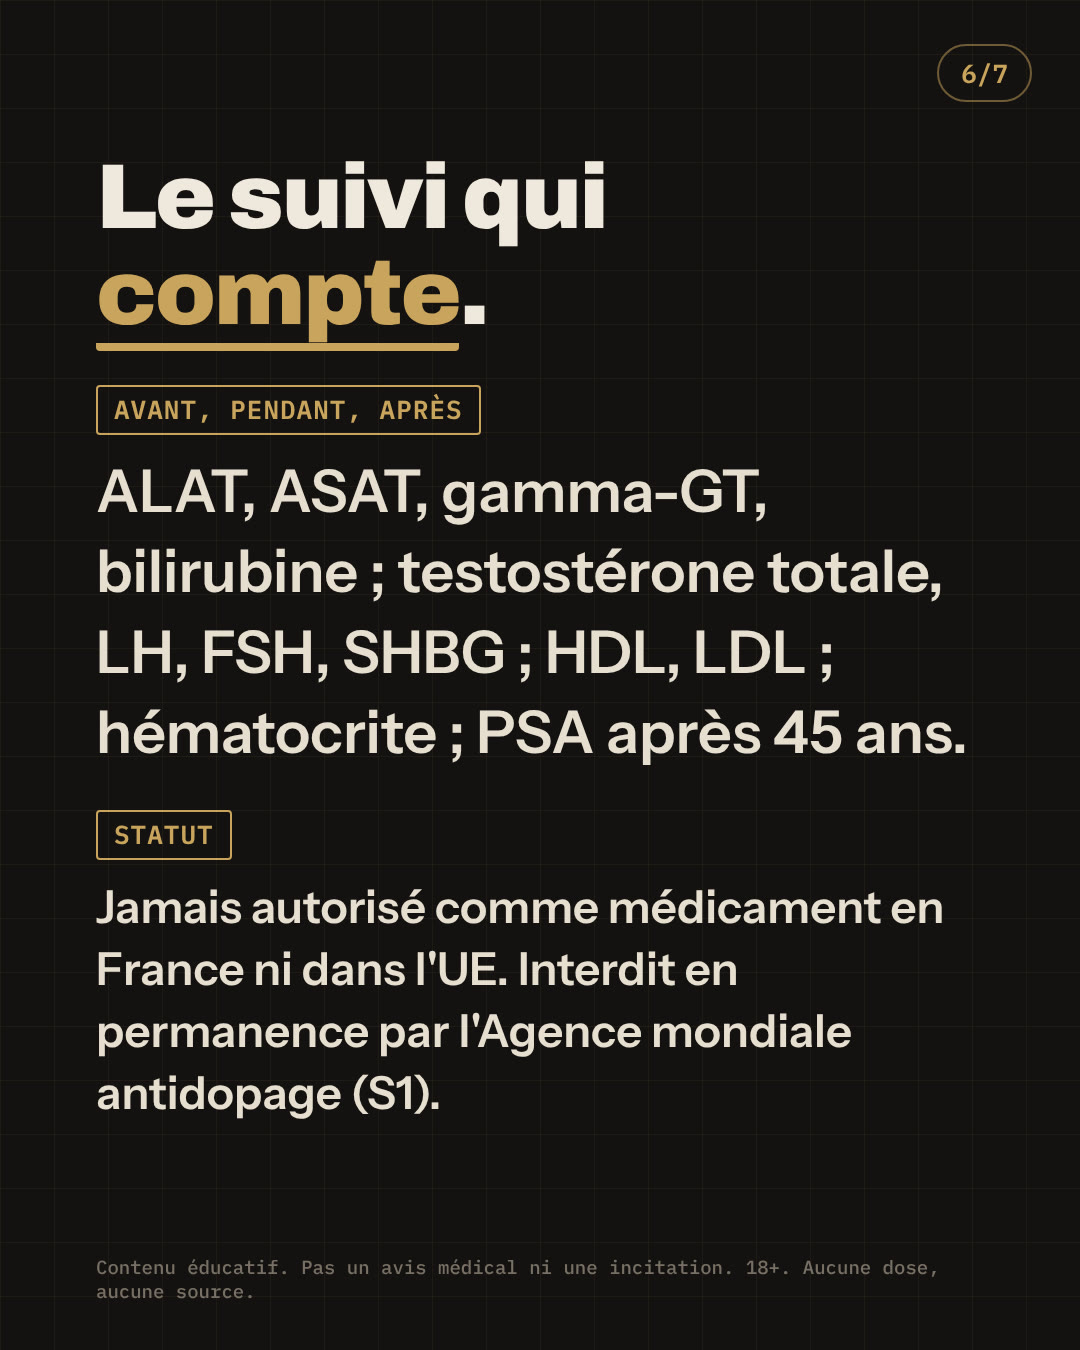 6/7
Le suivi qui
compte.
AVANT, PENDANT, APRÈS
ALAT, ASAT, gamma-GT,
bilirubine ; testostérone totale,
LH, FSH, SHBG ; HDL, LDL ;
hématocrite ; PSA après 45 ans.
STATUT
Jamais autorisé comme médicament en
France ni dans l'UE. Interdit en
permanence par l'Agence mondiale
antidopage (S1).
Contenu éducatif. Pas un avis médical ni une incitation. 18+. Aucune dose,
aucune source.